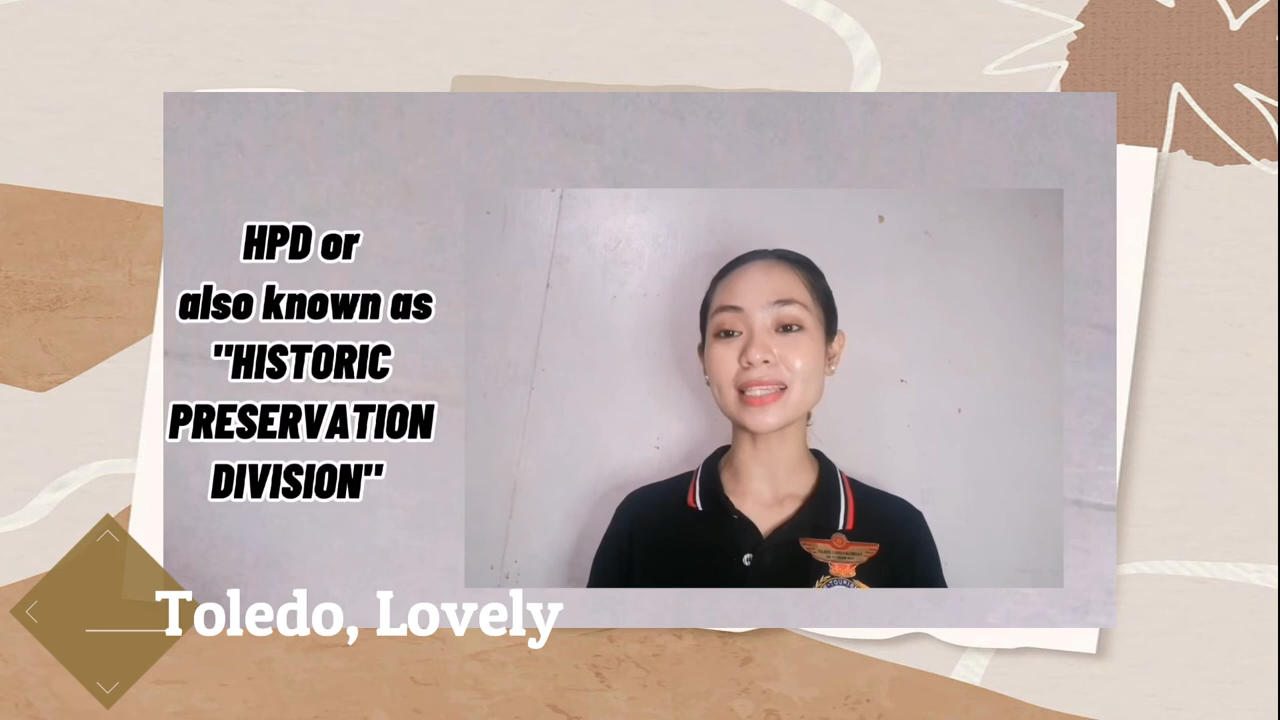 HPD or
also known as
"HISTORIC
PRESERVATION
DIVISION"
Toledo, Lovely